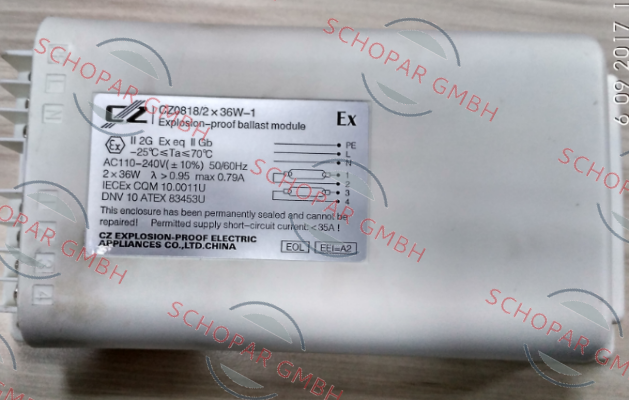 CZ CZ0818/2×36W-1
Explosion-proof ballast module
Ex
Ex II 2G Ex eq II Gb
-25℃≤Ta≤70℃
AC110-240V(±10%) 50/60Hz
2×36W λ>0.95 max 0.79A
IECEx CQM 10.0011U
DNV 10 ATEX 83453U
PE
L
N
1
2
3
4
This enclosure has been permanently sealed and cannot be
repaired! Permitted supply short-circuit current:<35A!
CZ EXPLOSION-PROOF ELECTRIC
APPLIANCES CO.,LTD.CHINA
EOL EEI=A2
L
N
4
6 09 2017 1
SCHOPAR GMBH
SCHOPAR GMBH
SCHOPAR GMBH
SCHOPAR GMBH
SCHOPAR GMBH
SCHOPAR GMBH